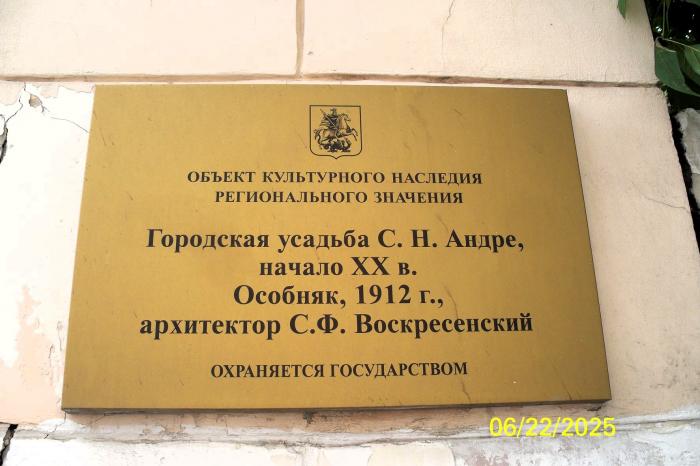 ОБЪЕКТ КУЛЬТУРНОГО НАСЛЕДИЯ
РЕГИОНАЛЬНОГО ЗНАЧЕНИЯ
Городская усадьба С. Н. Андре,
начало XX в.
Особняк, 1912 г.,
архитектор С.Ф. Воскресенский
ОХРАНЯЕТСЯ ГОСУДАРСТВОМ
06/22/2025